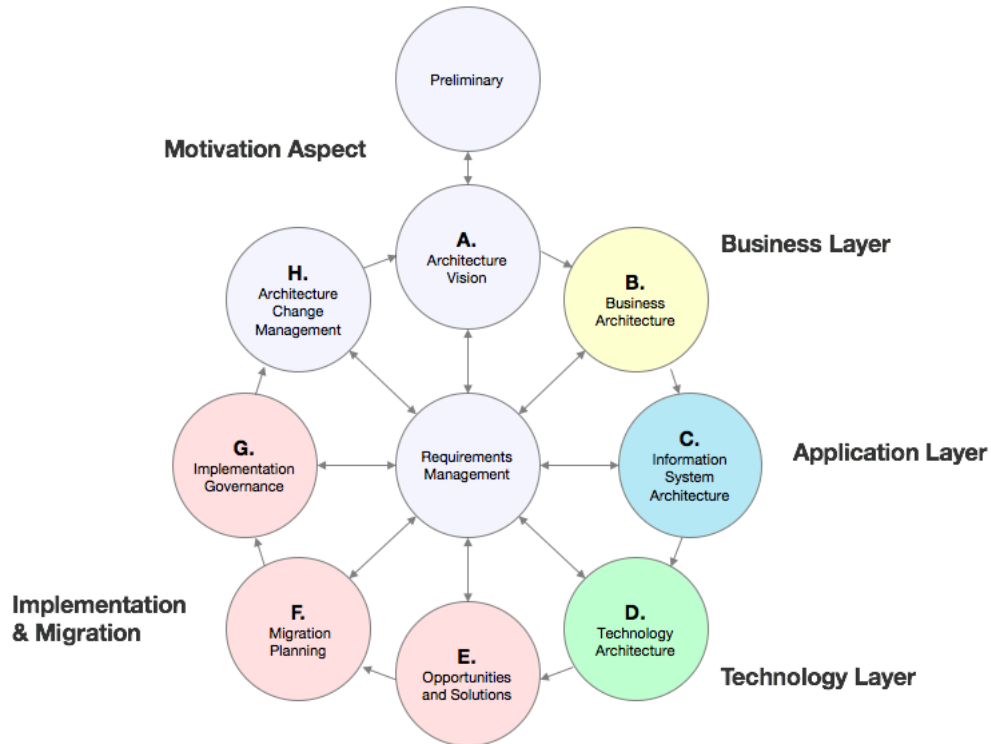 Preliminary
Motivation Aspect
A.
Architecture
Vision
Business Layer
B.
Business
Architecture
H.
Architecture
Change
Management
C.
Information
System
Architecture
Application Layer
Requirements
Management
G.
Implementation
Governance
D.
Technology
Architecture
Technology Layer
E.
Opportunities
and Solutions
F.
Migration
Planning
Implementation
& Migration